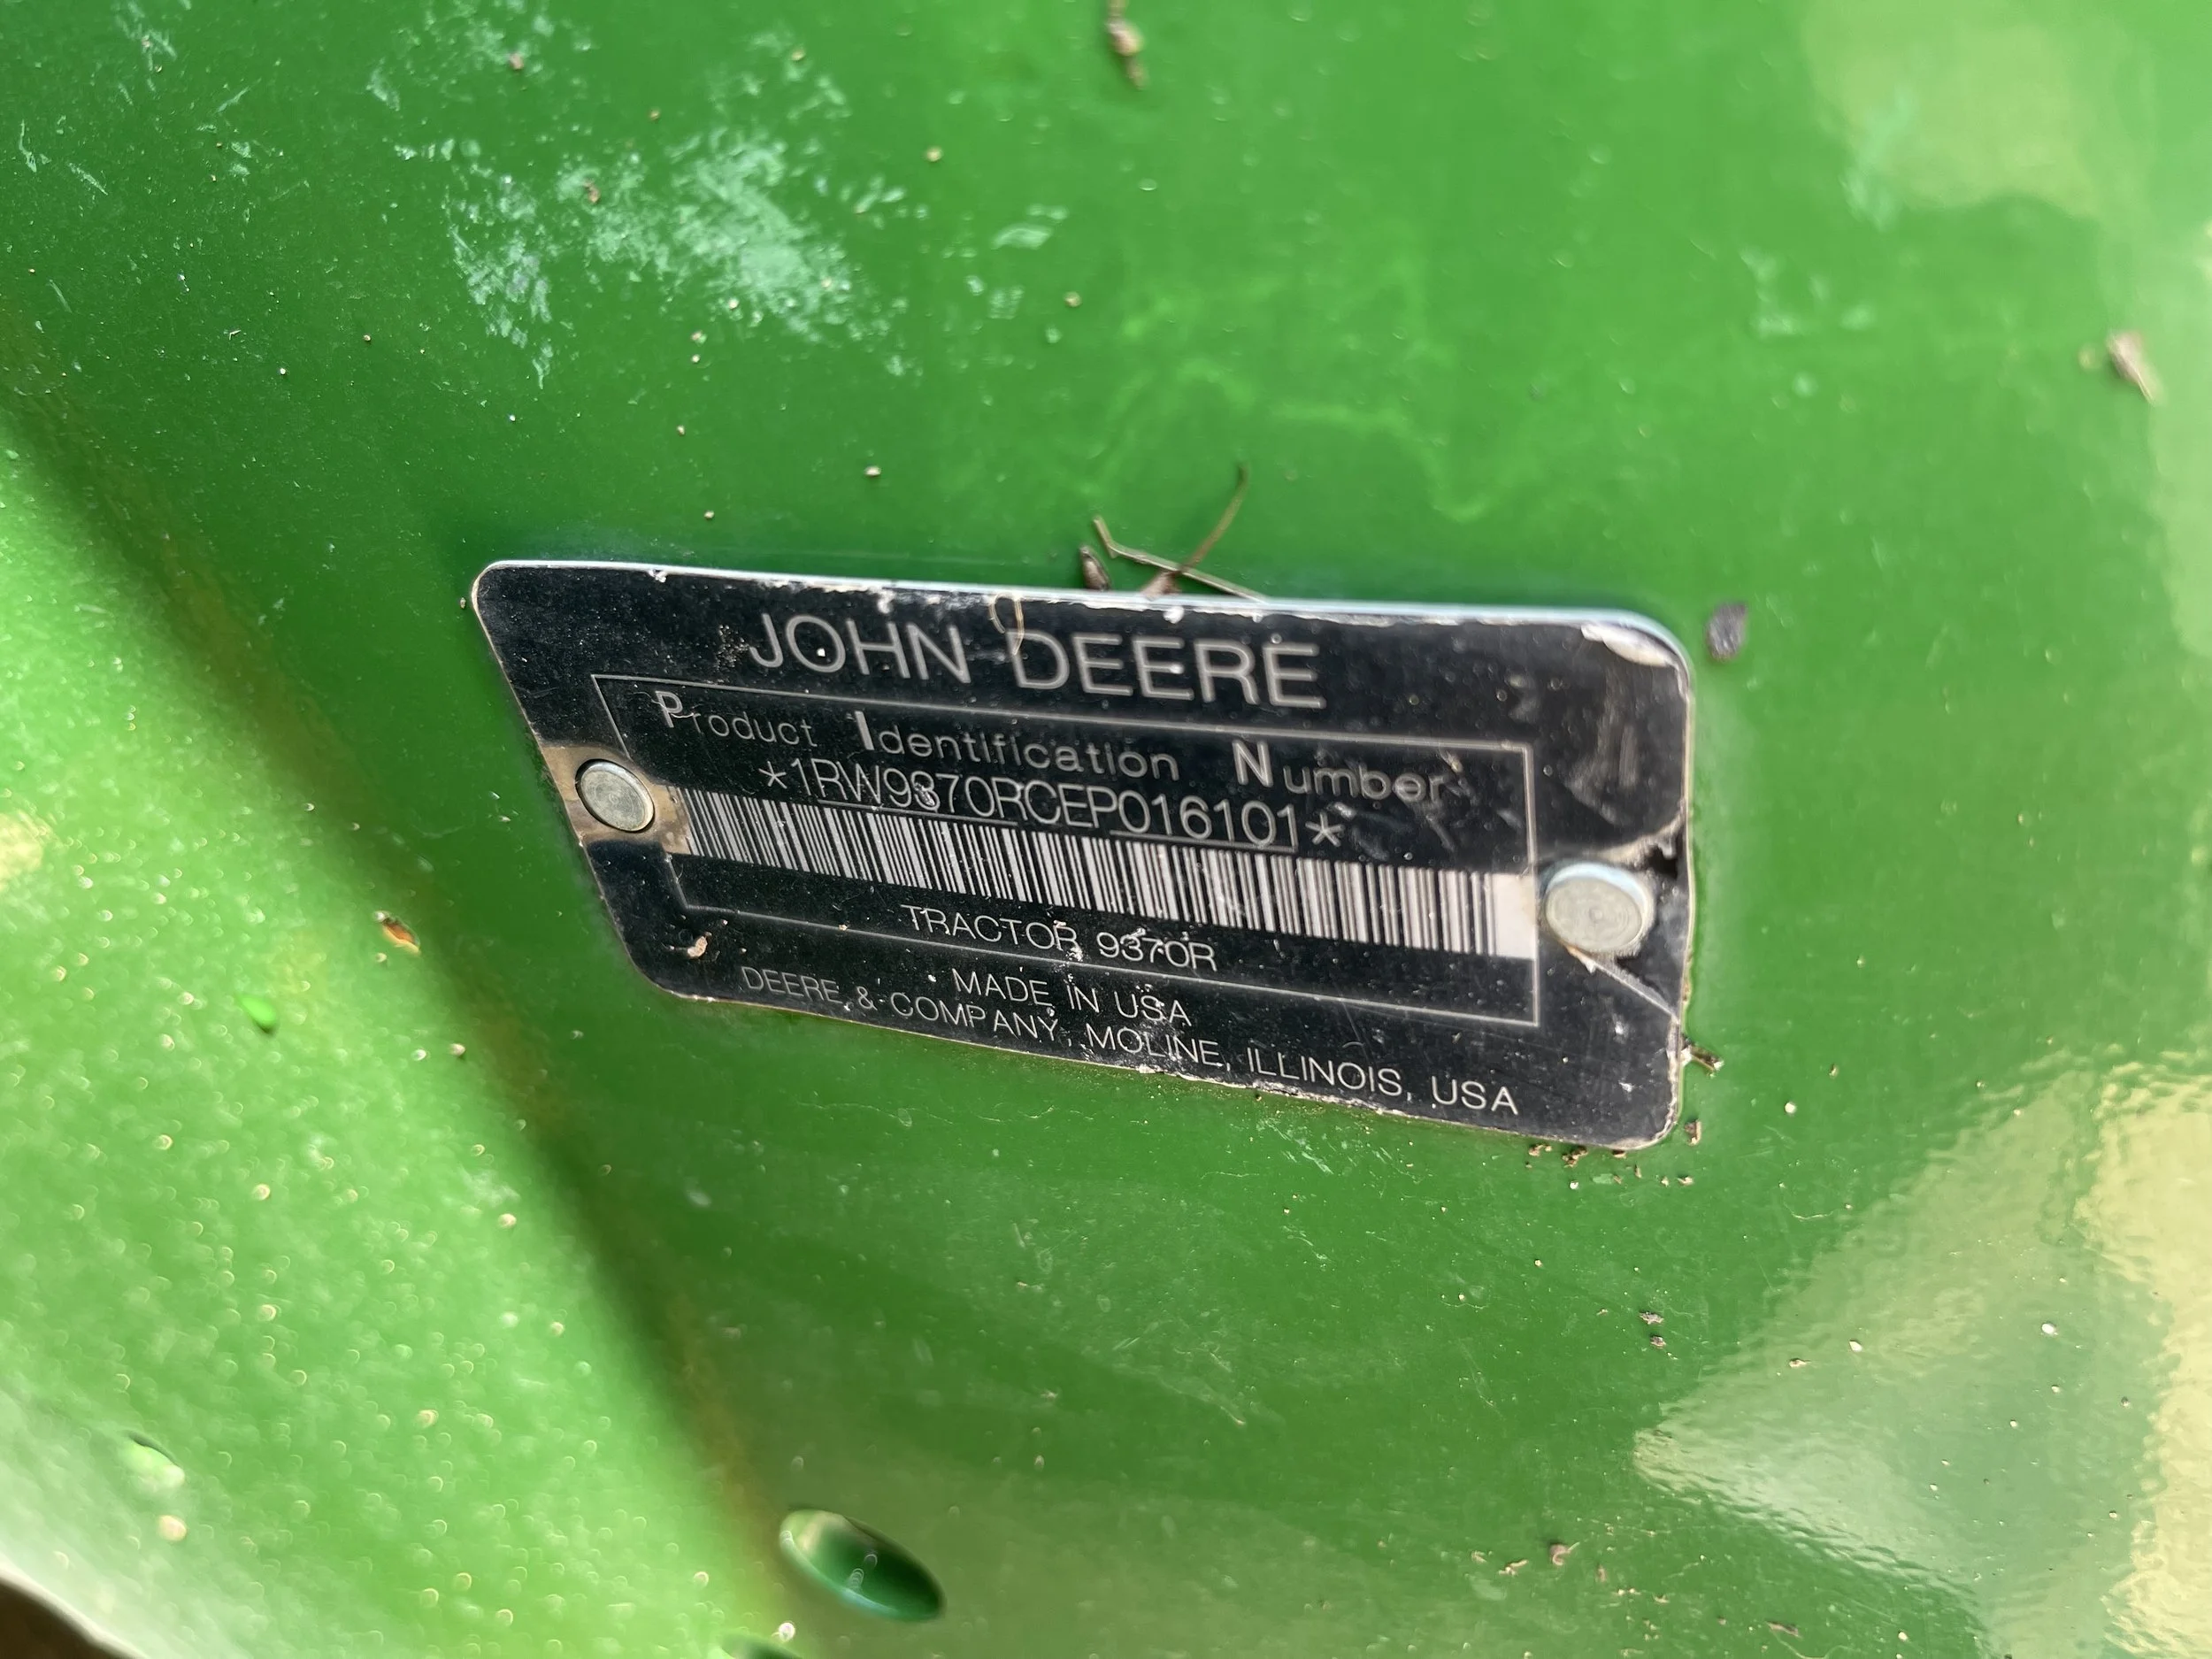 JOHN DEERE
Product Identification Number
*1RW9370RCEP016101*
TRACTOR 9370R
MADE IN USA
DEERE & COMPANY, MOLINE, ILLINOIS, USA